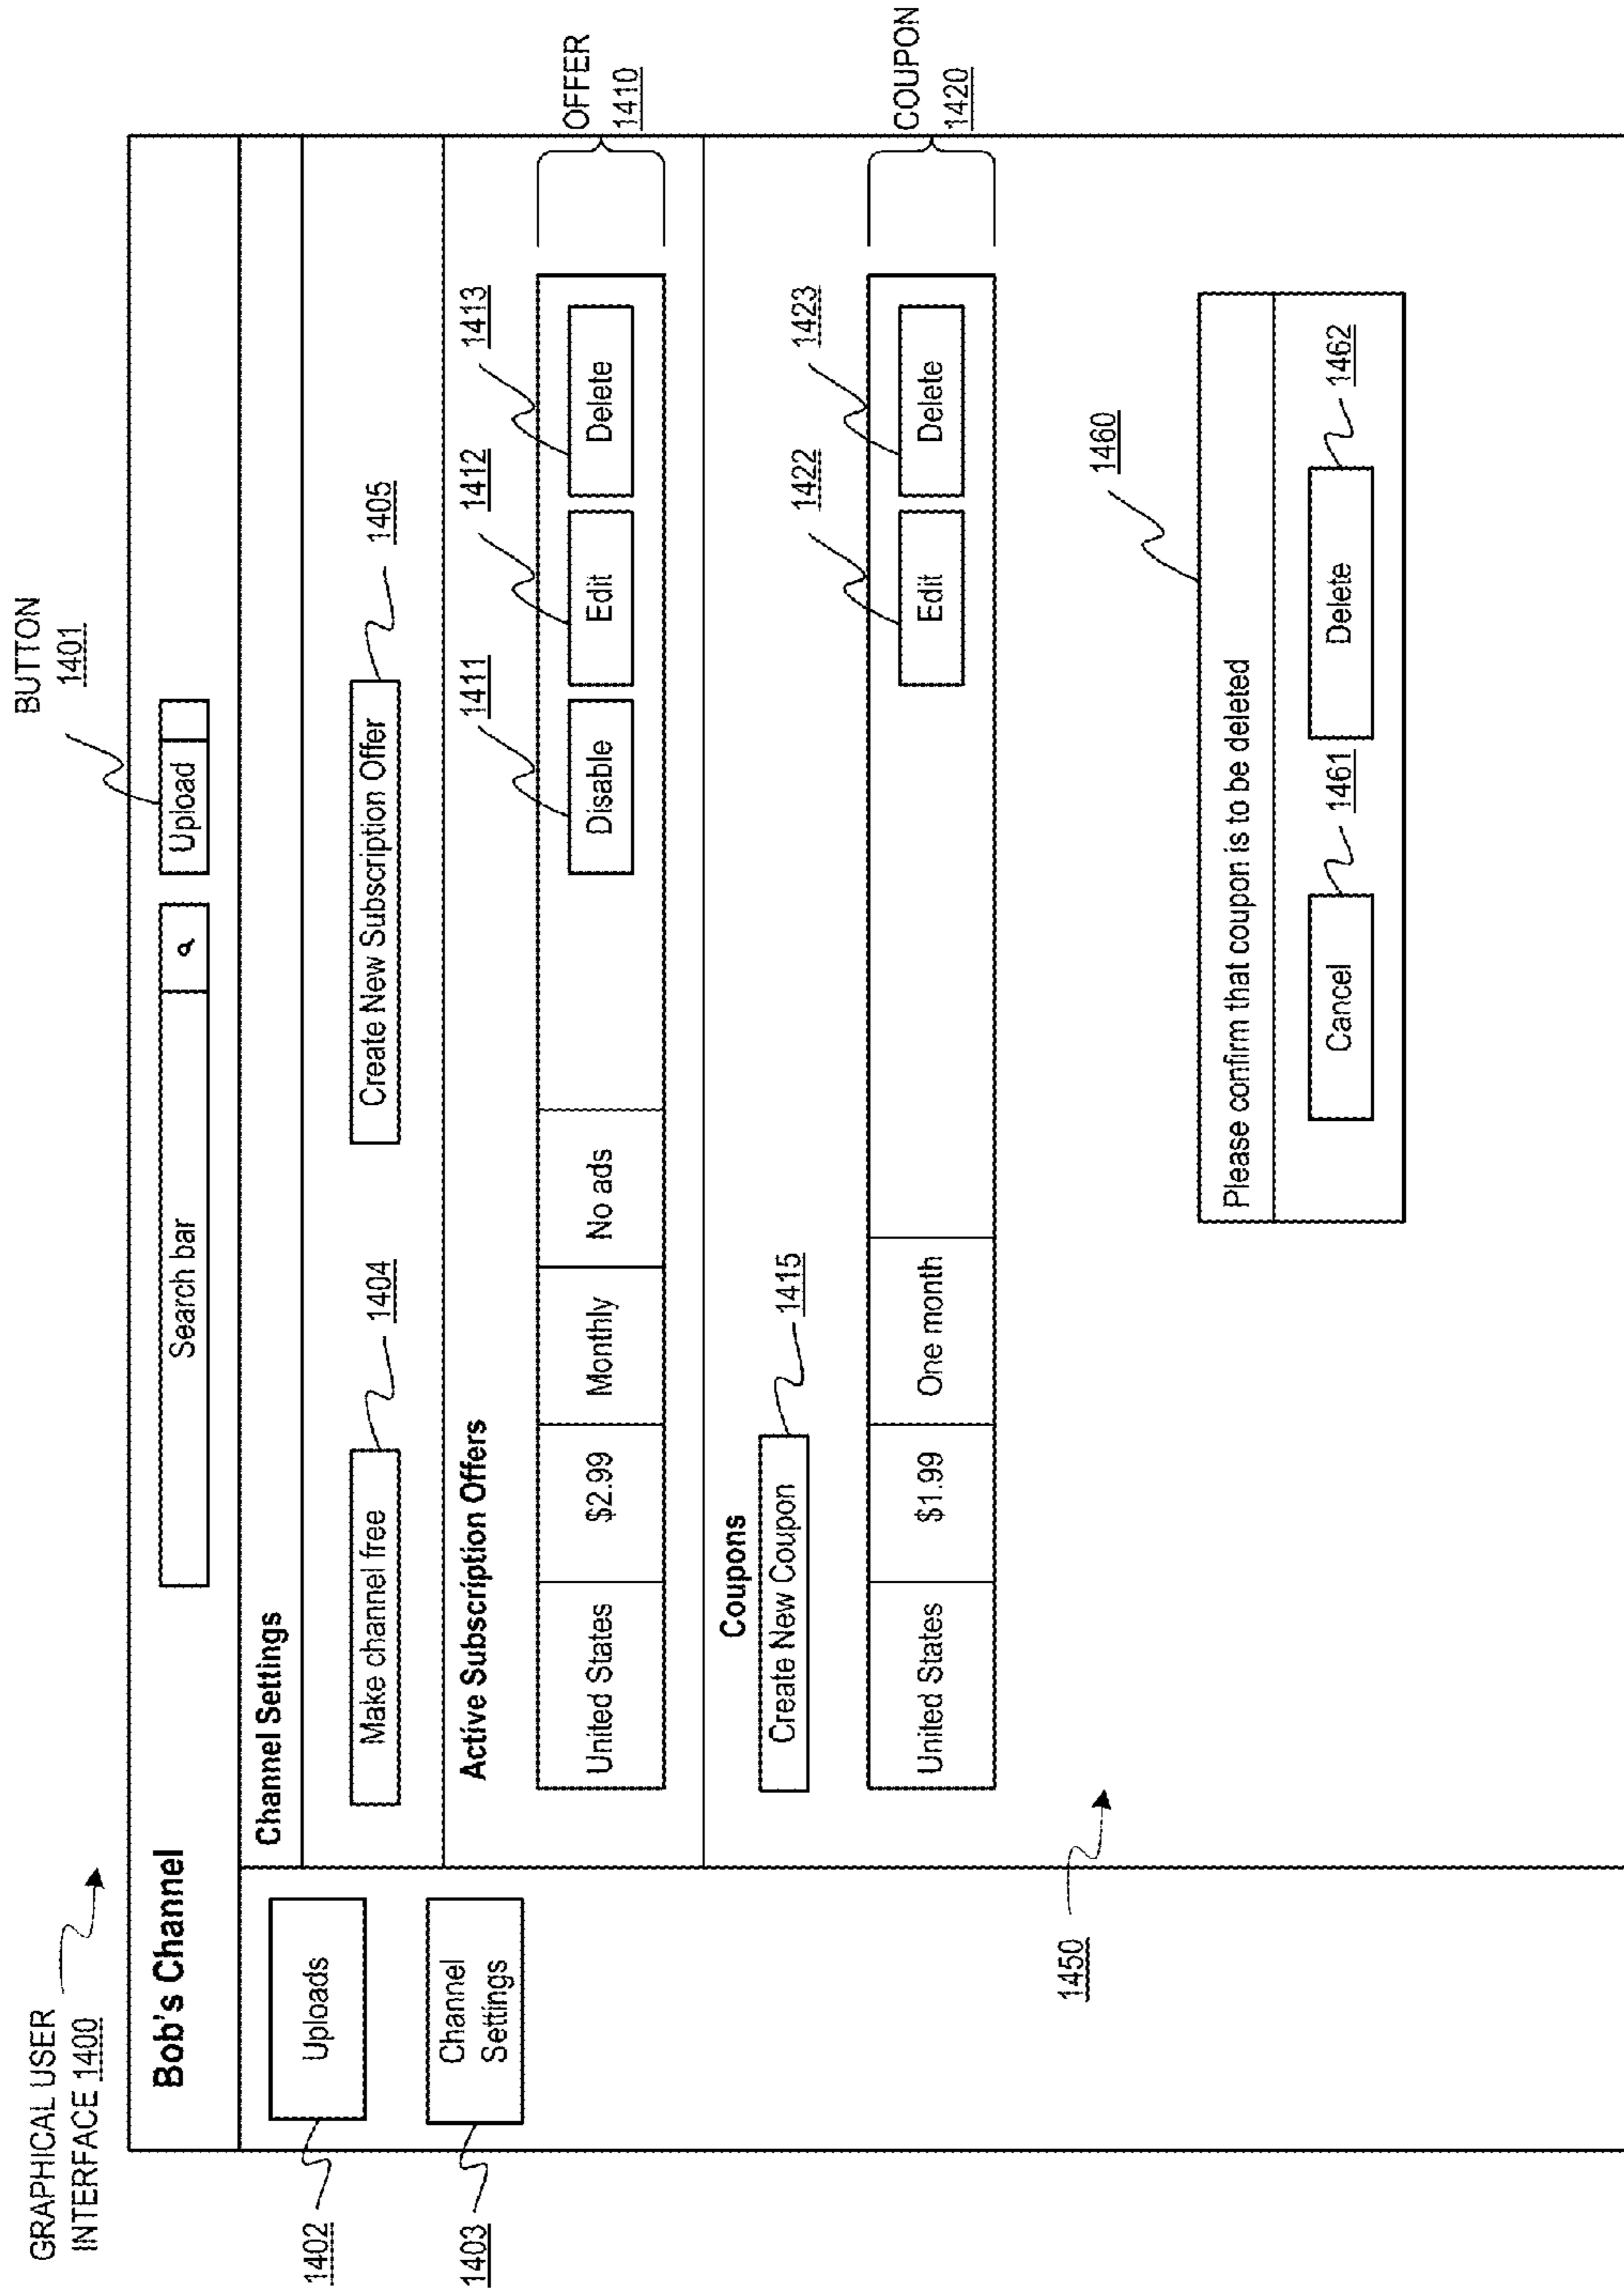 GRAPHICAL USER
INTERFACE 1400
BUTTON
1401
Bob's Channel
Search bar
Upload
1402
Uploads
1403
Channel
Settings
Channel Settings
Make channel free
1404
Create New Subscription Offer
1405
Active Subscription Offers
1411
1412
1413
United States
$2.99
Monthly
No ads
Disable
Edit
Delete
OFFER
1410
Coupons
Create New Coupon
1415
1422
1423
United States
$1.99
One month
Edit
Delete
COUPON
1420
1450
1460
Please confirm that coupon is to be deleted
Cancel
1461
Delete
1462